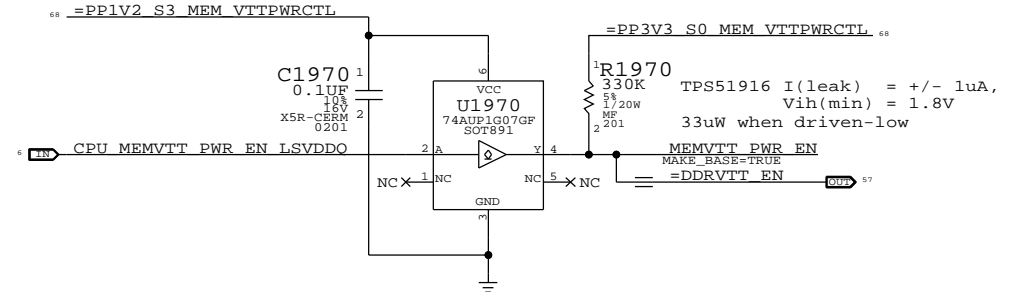 68 =PP1V2_S3_MEM_VTTPWRCTL
=PP3V3_S0_MEM_VTTPWRCTL 68
C1970 1
0.1UF
10%
16V
X5R-CERM 2
0201
6
VCC
U1970
74AUP1G07GF
SOT891
1 R1970
330K
5%
1/20W
MF
2 201
TPS51916 I(leak) = +/- 1uA,
Vih(min) = 1.8V
33uW when driven-low
6 IN CPU_MEMVTT_PWR_EN_LSVDDQ 2 A Y 4 MEMVTT_PWR_EN
MAKE_BASE=TRUE
NC 1 NC NC 5 NC =DDRVTT_EN OUT 57
GND
3